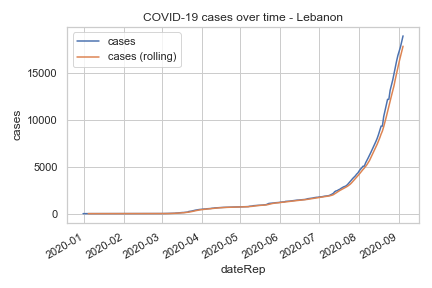 COVID-19 cases over time - Lebanon
cases
cases (rolling)
15000
10000
5000
0
cases
2020-01
2020-02
2020-03
2020-04
2020-05
2020-06
2020-07
2020-08
2020-09
dateRep